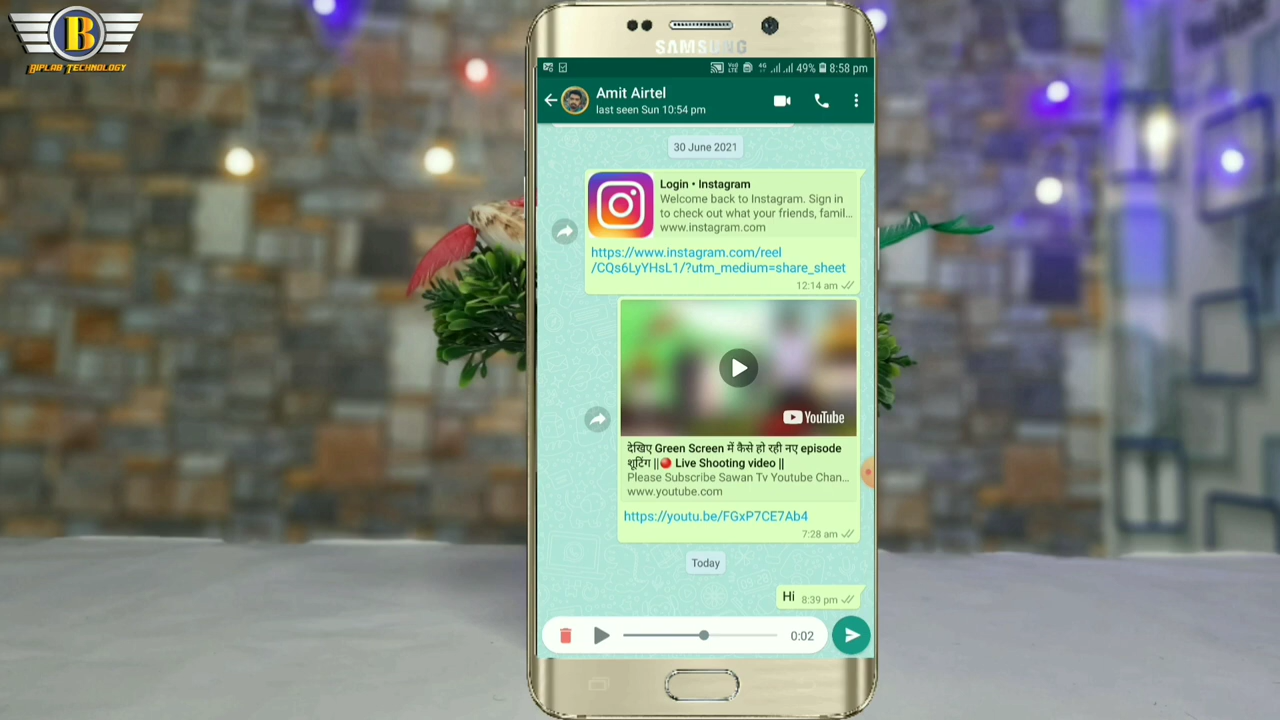 B
BIPLAB TECHNOLOGY
SAMSUNG
49% 8:58 pm
Amit Airtel
last seen Sun 10:54 pm
30 June 2021
Login • Instagram
Welcome back to Instagram. Sign in
to check out what your friends, famil...
www.instagram.com
https://www.instagram.com/reel
/CQs6LyYHsL1/?utm_medium=share_sheet
12:14 am
YouTube
देखिए Green Screen में कैसे हो रही नए episode
शूटिंग ||🔴 Live Shooting video ||
Please Subscribe Sawan Tv Youtube Chan...
www.youtube.com
https://youtu.be/FGxP7CE7Ab4
7:28 am
Today
Hi 8:39 pm
0:02